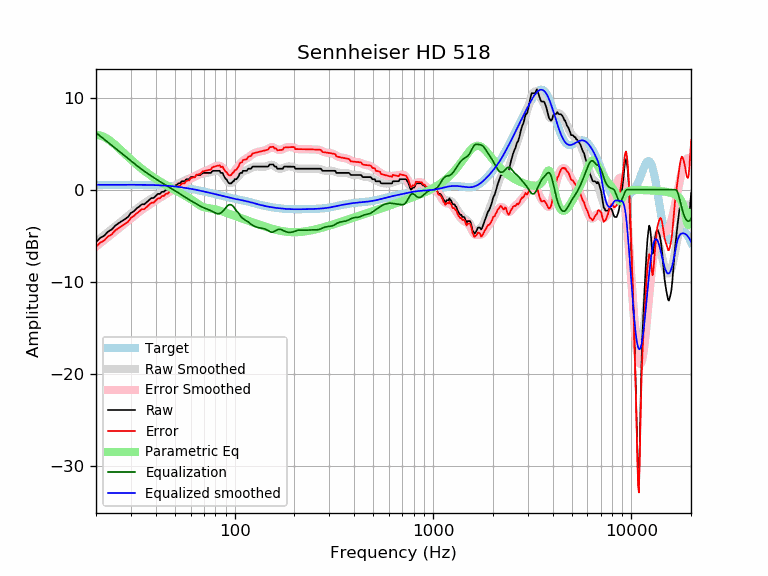 Sennheiser HD 518
Amplitude (dBr)
10
0
−10
−20
−30
Target
Raw Smoothed
Error Smoothed
Raw
Error
Parametric Eq
Equalization
Equalized smoothed
100
1000
10000
Frequency (Hz)